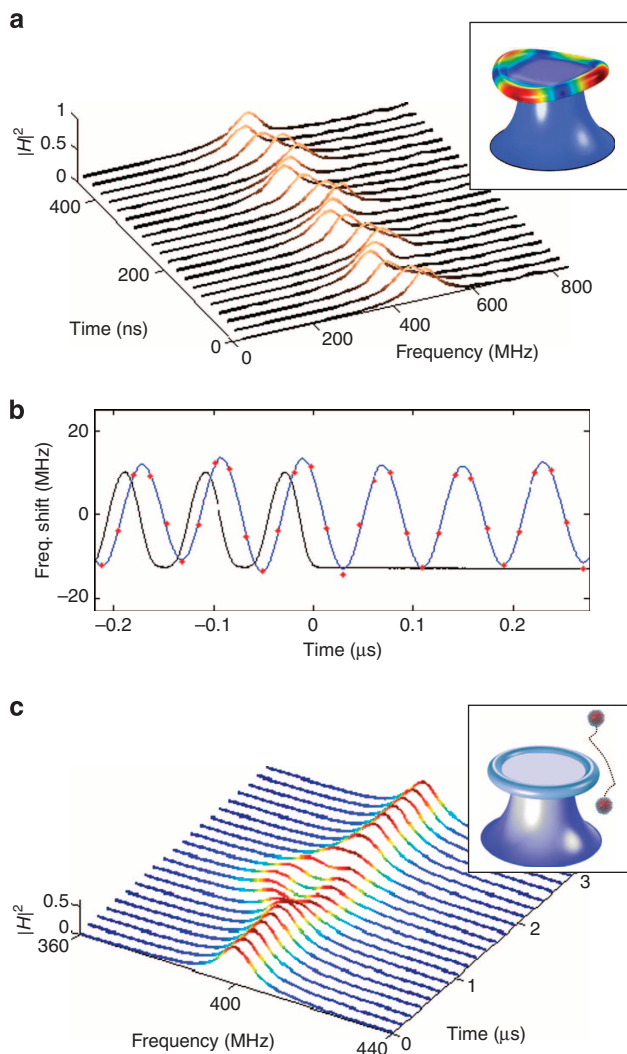 a
|H|²
1
0.5
0
400
200
0
Time (ns)
0
200
400
600
800
Frequency (MHz)
b
Freq. shift (MHz)
20
0
−20
−0.2
−0.1
0
0.1
0.2
Time (μs)
c
|H|²
0.5
0
360
400
440
Frequency (MHz)
0
1
2
3
Time (μs)